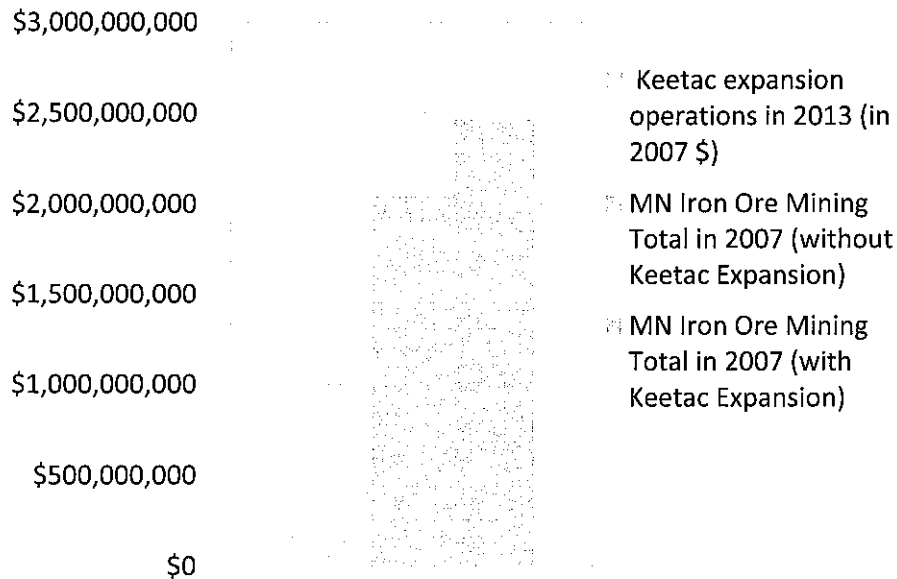 $3,000,000,000
$2,500,000,000
$2,000,000,000
$1,500,000,000
$1,000,000,000
$500,000,000
$0
Keetac expansion
operations in 2013 (in
2007 $)
MN Iron Ore Mining
Total in 2007 (without
Keetac Expansion)
MN Iron Ore Mining
Total in 2007 (with
Keetac Expansion)